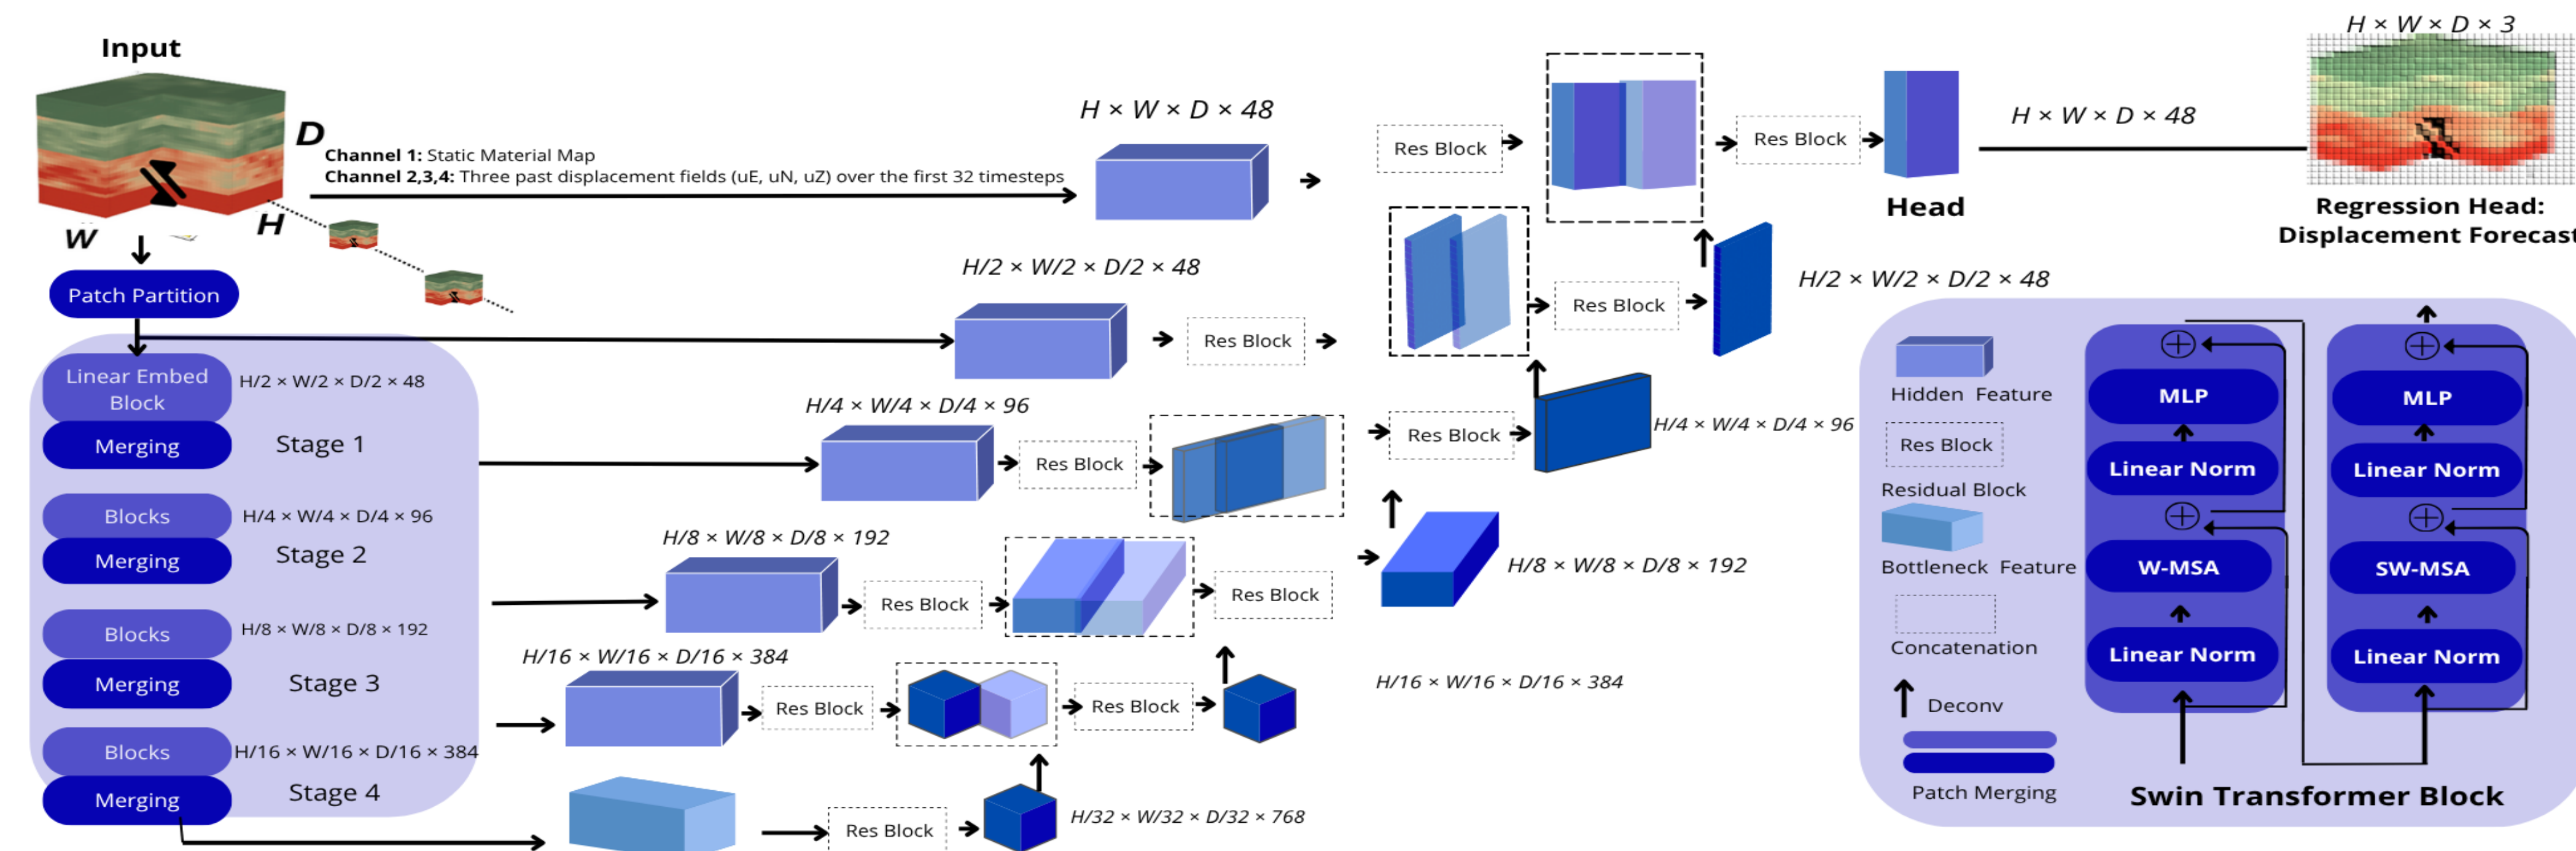 Input
D
H
W
Channel 1: Static Material Map
Channel 2,3,4: Three past displacement fields (uE, uN, uZ) over the first 32 timesteps
H × W × D × 48
Res Block
Res Block
Head
H × W × D × 48
H × W × D × 3
Regression Head:
Displacement Forecast
Patch Partition
H/2 × W/2 × D/2 × 48
Res Block
Res Block
H/2 × W/2 × D/2 × 48
Linear Embed
Block
H/2 × W/2 × D/2 × 48
Merging
Stage 1
H/4 × W/4 × D/4 × 96
Res Block
Res Block
H/4 × W/4 × D/4 × 96
Blocks
H/4 × W/4 × D/4 × 96
Merging
Stage 2
H/8 × W/8 × D/8 × 192
Res Block
Res Block
H/8 × W/8 × D/8 × 192
Blocks
H/8 × W/8 × D/8 × 192
Merging
Stage 3
H/16 × W/16 × D/16 × 384
Res Block
Res Block
H/16 × W/16 × D/16 × 384
Blocks
H/16 × W/16 × D/16 × 384
Merging
Stage 4
Res Block
H/32 × W/32 × D/32 × 768
Hidden Feature
Res Block
Residual Block
Bottleneck Feature
Concatenation
Deconv
Patch Merging
MLP
Linear Norm
W-MSA
Linear Norm
MLP
Linear Norm
SW-MSA
Linear Norm
Swin Transformer Block